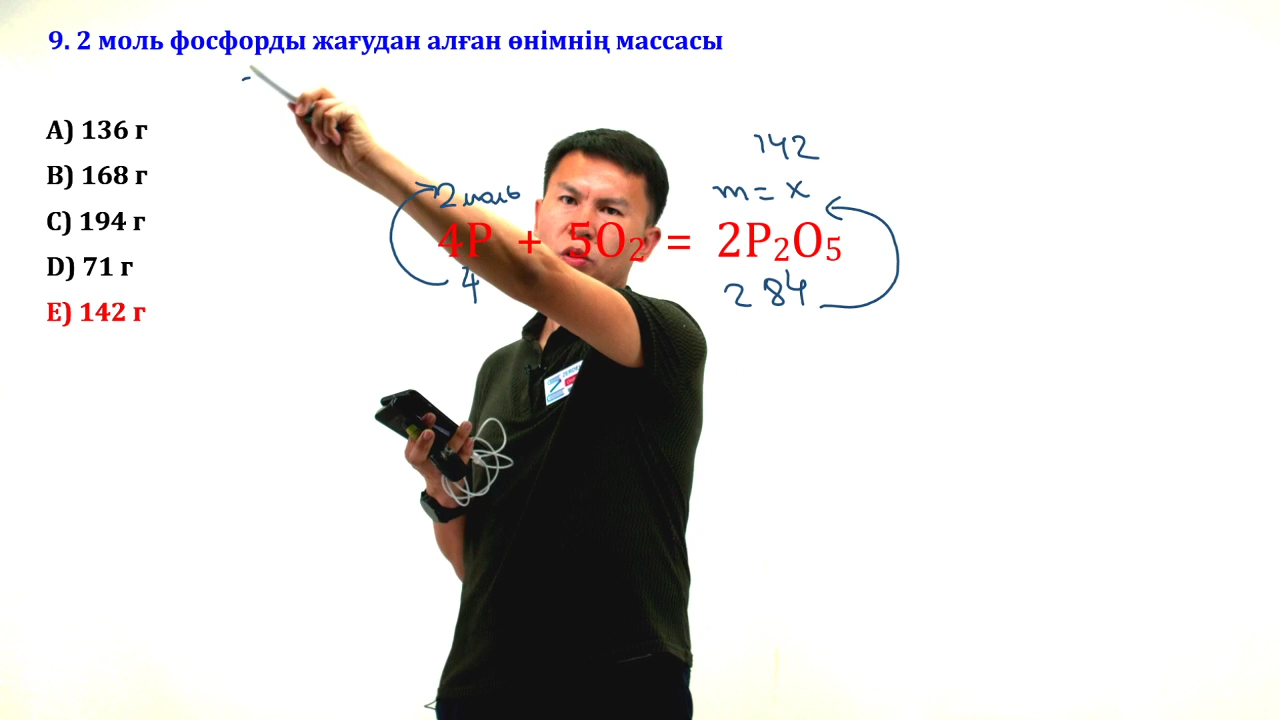 9. 2 моль фосфорды жағудан алған өнімнің массасы
A) 136 г
B) 168 г
C) 194 г
D) 71 г
E) 142 г
142
2 моль m = x
4P + 5O₂ = 2P₂O₅
4 284